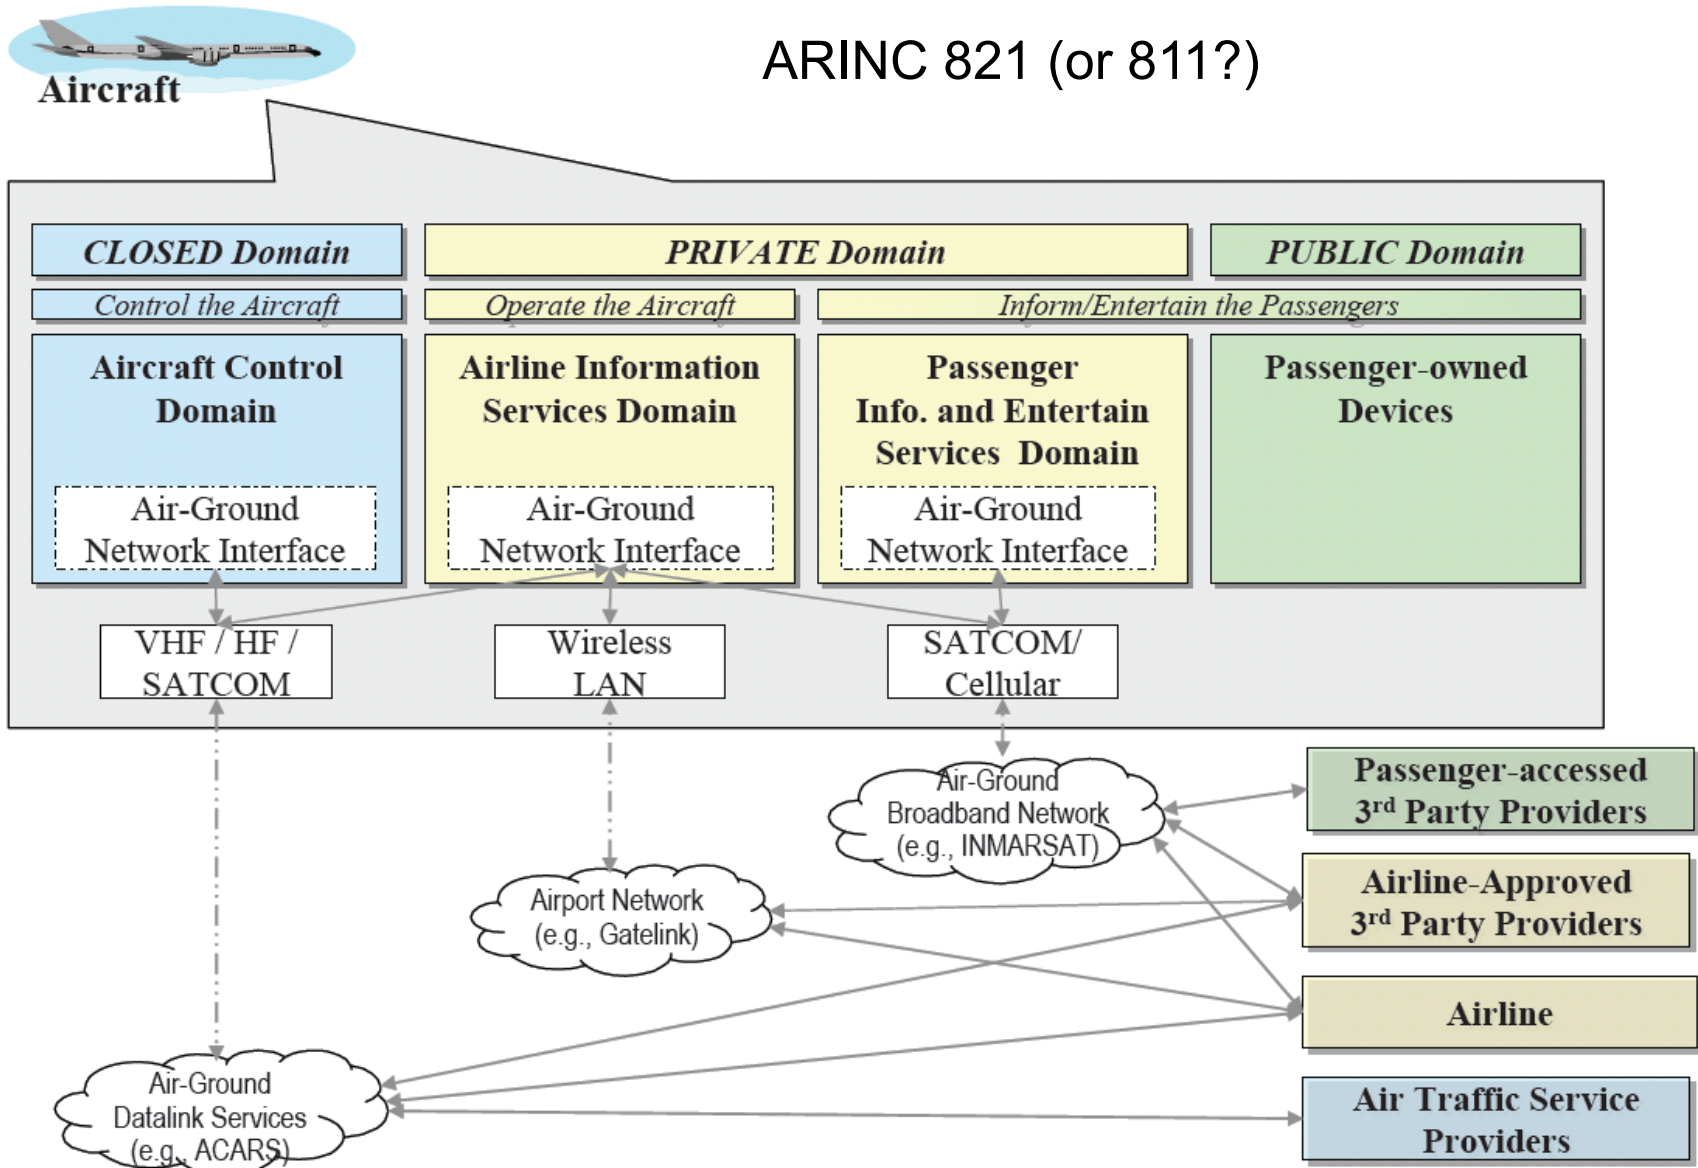 ARINC 821 (or 811?)
Aircraft
CLOSED Domain
PRIVATE Domain
PUBLIC Domain
Control the Aircraft
Operate the Aircraft
Inform/Entertain the Passengers
Aircraft Control
Domain
Airline Information
Services Domain
Passenger
Info. and Entertain
Services Domain
Passenger-owned
Devices
Air-Ground
Network Interface
Air-Ground
Network Interface
Air-Ground
Network Interface
VHF / HF /
SATCOM
Wireless
LAN
SATCOM/
Cellular
Air-Ground
Broadband Network
(e.g., INMARSAT)
Passenger-accessed
3rd Party Providers
Airport Network
(e.g., Gatelink)
Airline-Approved
3rd Party Providers
Airline
Air-Ground
Datalink Services
(e.g., ACARS)
Air Traffic Service
Providers